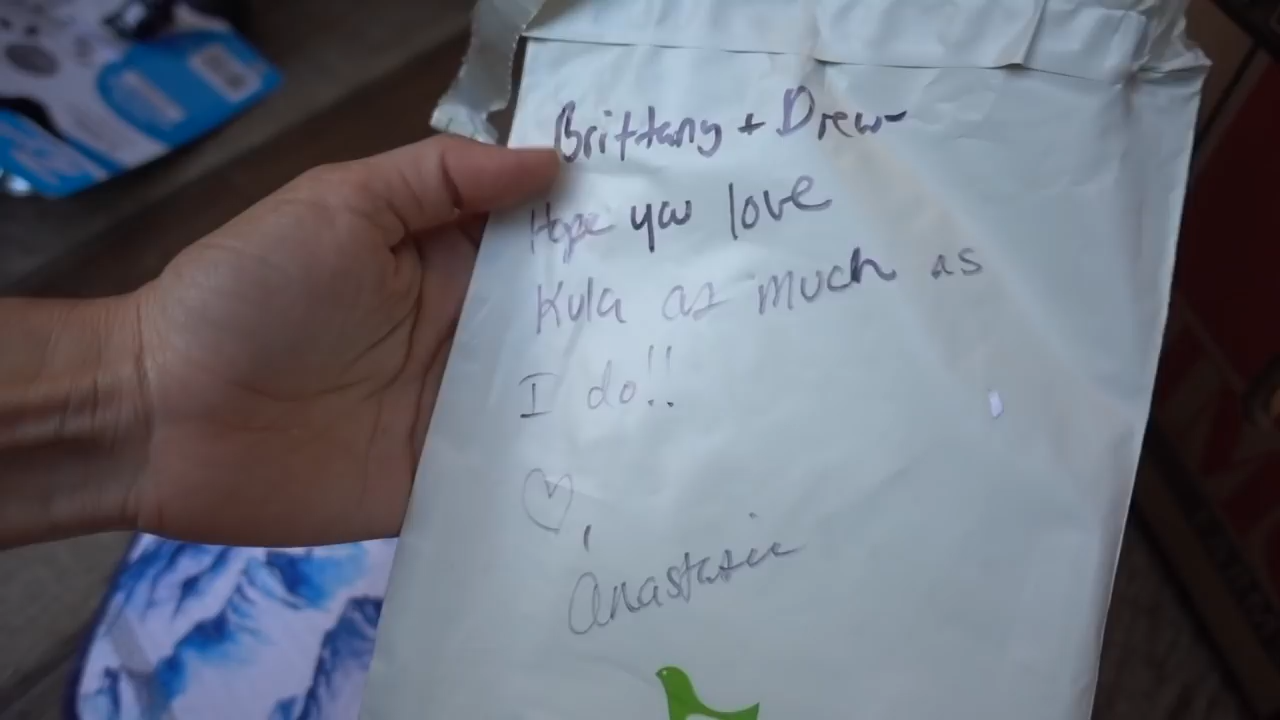 Brittany + Drew-
Hope you love
Kula as much as
I do!!
♡,
Anastasia